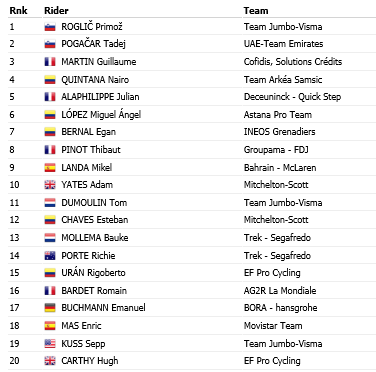 Rnk Rider Team
1 ROGLIČ Primož Team Jumbo-Visma
2 POGAČAR Tadej UAE-Team Emirates
3 MARTIN Guillaume Cofidis, Solutions Crédits
4 QUINTANA Nairo Team Arkéa Samsic
5 ALAPHILIPPE Julian Deceuninck - Quick Step
6 LÓPEZ Miguel Ángel Astana Pro Team
7 BERNAL Egan INEOS Grenadiers
8 PINOT Thibaut Groupama - FDJ
9 LANDA Mikel Bahrain - McLaren
10 YATES Adam Mitchelton-Scott
11 DUMOULIN Tom Team Jumbo-Visma
12 CHAVES Esteban Mitchelton-Scott
13 MOLLEMA Bauke Trek - Segafredo
14 PORTE Richie Trek - Segafredo
15 URÁN Rigoberto EF Pro Cycling
16 BARDET Romain AG2R La Mondiale
17 BUCHMANN Emanuel BORA - hansgrohe
18 MAS Enric Movistar Team
19 KUSS Sepp Team Jumbo-Visma
20 CARTHY Hugh EF Pro Cycling